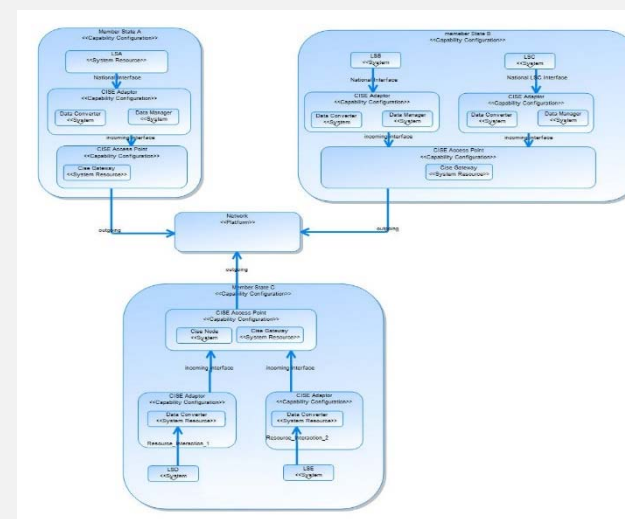 Member State A
<<Capability Configuration>>
LSA
<<System Resource>>
National Interface
CISE Adaptor
<<Capability Configuration>>
Data Converter
<<System
Data Manager
<<System
Incoming Interface
CISE Access Point
<<Capability Configuration>>
Cise Gateway
<<System Resource>>
outgoing
memeber State B
<<Capability Configuration>>
LSB
<<System
National Interface
CISE Adaptor
<<Capability Configuration>>
Data Converter
<<System
Data Manager
<<System
incoming Interface
LSC
<<System
National LSC Interface
CISE Adaptor
<<Capability Configuration>>
Data Converter
<<System
Data Manager
<<System
Incoming Interface
CISE Access Point
<<Capability Configuration>>
Cise Gateway
<<System Resource>>
outgoing
Network
<<Platform>>
outgoing
Member State C
<<Capability Configuration>>
CISE Access Point
<<Capability Configuration>>
Cise Node
<<System
Cise Gateway
<<System Resource>>
Incoming Interface
Incoming Interface
CISE Adaptor
<<Capability Configuration>>
Data Converter
<<System Resource>>
Resource_Interaction_1
LSD
<<System
CISE Adaptor
<<Capability Configuration>>
Data Converter
<<System Resource>>
Resource_Interaction_2
LSE
<<System